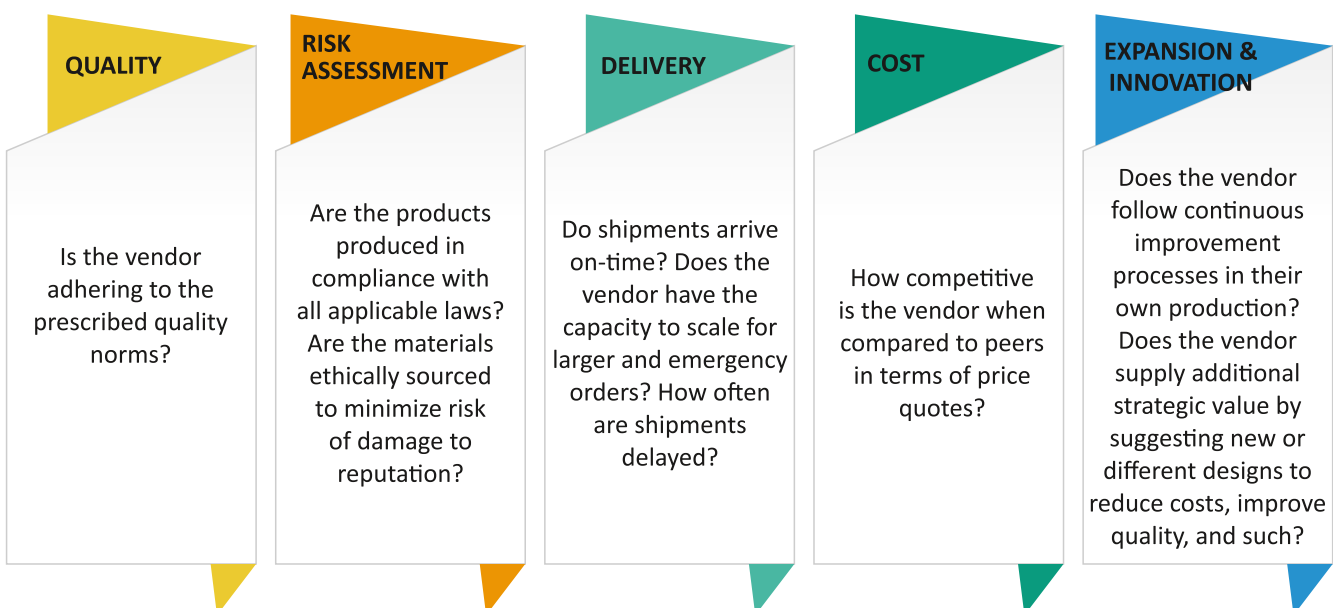 QUALITY
Is the vendor
adhering to the
prescribed quality
norms?
RISK
ASSESSMENT
Are the products
produced in
compliance with
all applicable laws?
Are the materials
ethically sourced
to minimize risk
of damage to
reputation?
DELIVERY
Do shipments arrive
on-time? Does the
vendor have the
capacity to scale for
larger and emergency
orders? How often
are shipments
delayed?
COST
How competitive
is the vendor when
compared to peers
in terms of price
quotes?
EXPANSION &
INNOVATION
Does the vendor
follow continuous
improvement
processes in their
own production?
Does the vendor
supply additional
strategic value by
suggesting new or
different designs to
reduce costs, improve
quality, and such?